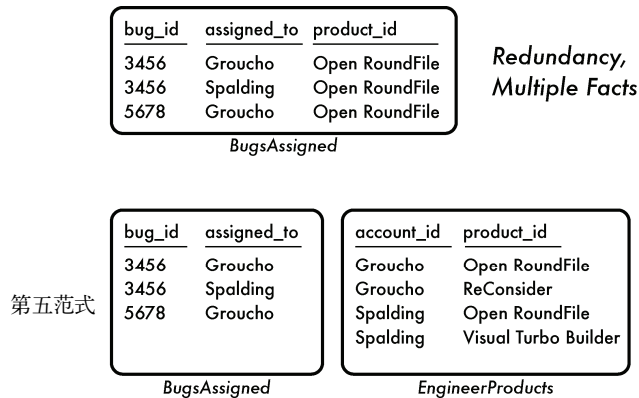 bug_id assigned_to product_id
3456 Groucho Open RoundFile
3456 Spalding Open RoundFile
5678 Groucho Open RoundFile
BugsAssigned
Redundancy,
Multiple Facts
第五范式
bug_id assigned_to
3456 Groucho
3456 Spalding
5678 Groucho
BugsAssigned
account_id product_id
Groucho Open RoundFile
Groucho ReConsider
Spalding Open RoundFile
Spalding Visual Turbo Builder
EngineerProducts